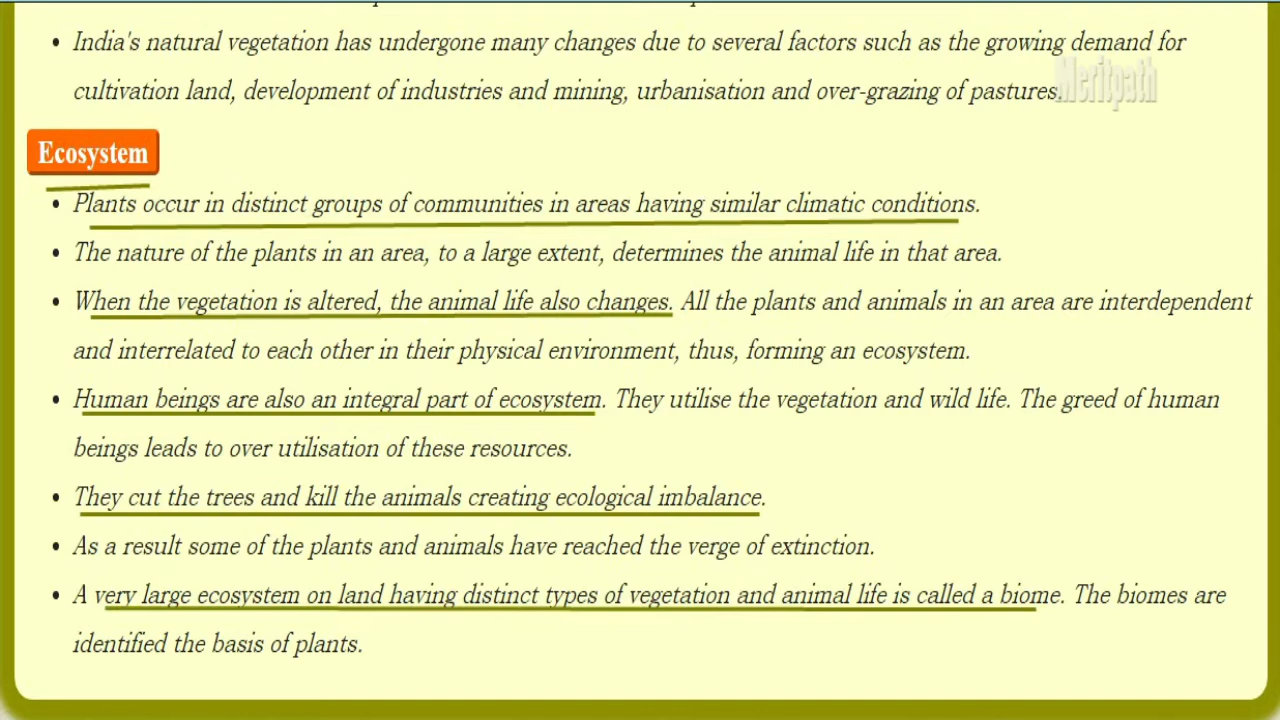 • India's natural vegetation has undergone many changes due to several factors such as the growing demand for
cultivation land, development of industries and mining, urbanisation and over-grazing of pastures.
Meritpath
Ecosystem
• Plants occur in distinct groups of communities in areas having similar climatic conditions.
• The nature of the plants in an area, to a large extent, determines the animal life in that area.
• When the vegetation is altered, the animal life also changes. All the plants and animals in an area are interdependent
and interrelated to each other in their physical environment, thus, forming an ecosystem.
• Human beings are also an integral part of ecosystem. They utilise the vegetation and wild life. The greed of human
beings leads to over utilisation of these resources.
• They cut the trees and kill the animals creating ecological imbalance.
• As a result some of the plants and animals have reached the verge of extinction.
• A very large ecosystem on land having distinct types of vegetation and animal life is called a biome. The biomes are
identified the basis of plants.